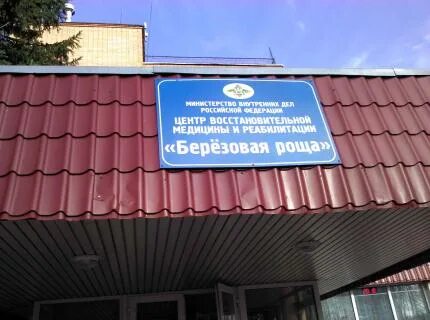 МИНИСТЕРСТВО ВНУТРЕННИХ ДЕЛ
РОССИЙСКОЙ ФЕДЕРАЦИИ
ЦЕНТР ВОССТАНОВИТЕЛЬНОЙ
МЕДИЦИНЫ И РЕАБИЛИТАЦИИ
«Берёзовая роща»